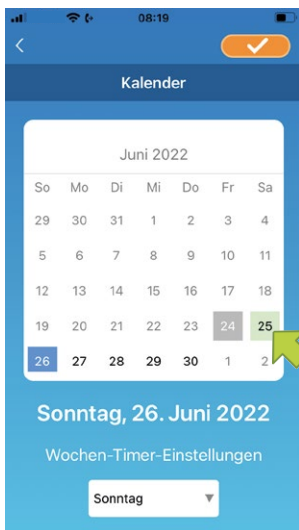 08:19
Kalender
Juni 2022
So Mo Di Mi Do Fr Sa
29 30 31 1 2 3 4
5 6 7 8 9 10 11
12 13 14 15 16 17 18
19 20 21 22 23 24 25
26 27 28 29 30 1 2
Sonntag, 26. Juni 2022
Wochen-Timer-Einstellungen
Sonntag